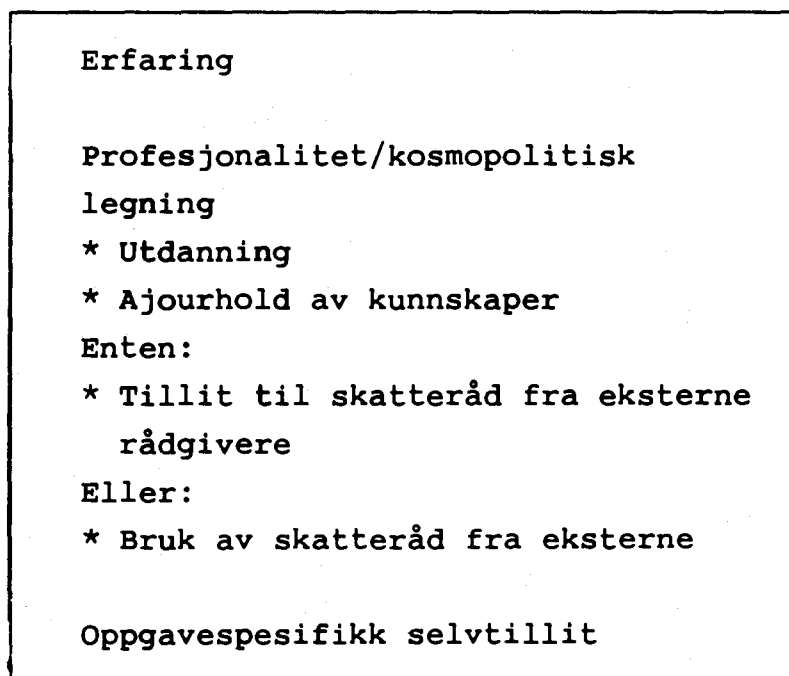 Erfaring
Profesjonalitet/kosmopolitisk
legning
* Utdanning
* Ajourhold av kunnskaper
Enten:
* Tillit til skatteråd fra eksterne
rådgivere
Eller:
* Bruk av skatteråd fra eksterne
Oppgavespesifikk selvtillit